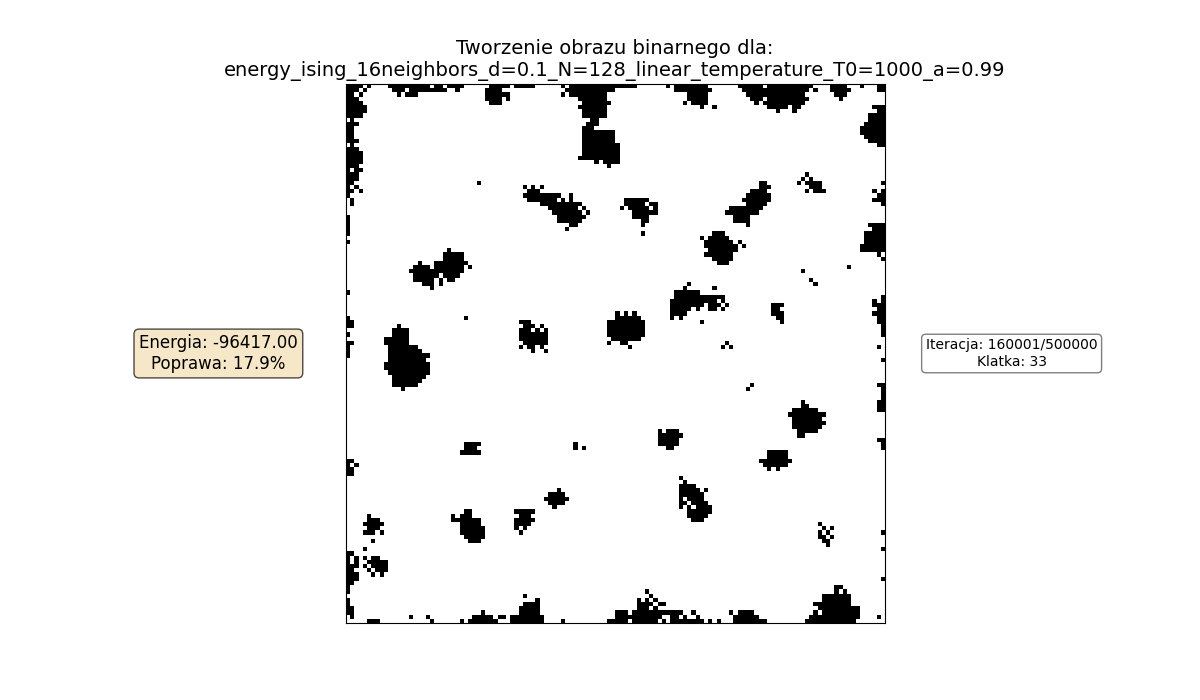 Tworzenie obrazu binarnego dla:
energy_ising_16neighbors_d=0.1_N=128_linear_temperature_T0=1000_a=0.99
Energia: -96417.00
Poprawa: 17.9%
Iteracja: 160001/500000
Klatka: 33